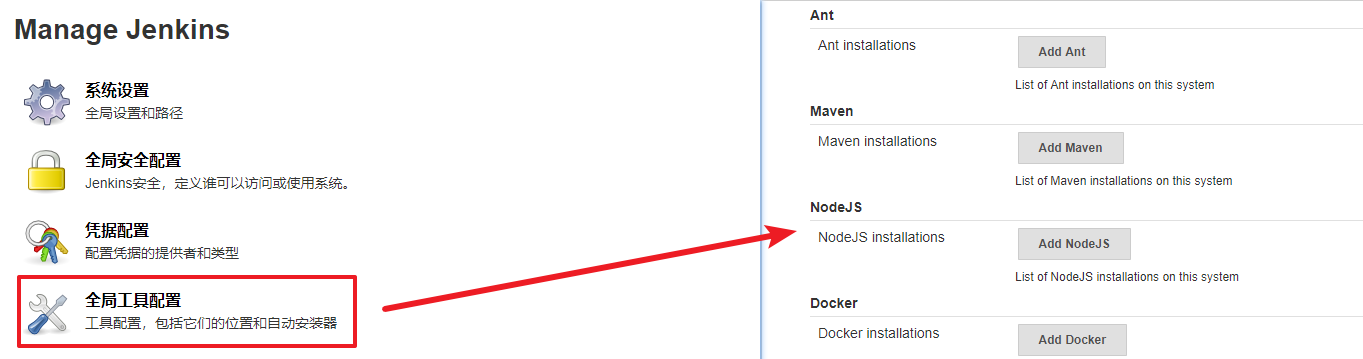 Manage Jenkins
系统设置
全局设置和路径
全局安全配置
Jenkins安全，定义谁可以访问或使用系统。
凭据配置
配置凭据的提供者和类型
全局工具配置
工具配置，包括它们的位置和自动安装器
Ant
Ant installations
Add Ant
List of Ant installations on this system
Maven
Maven installations
Add Maven
List of Maven installations on this system
NodeJS
NodeJS installations
Add NodeJS
List of NodeJS installations on this system
Docker
Docker installations
Add Docker